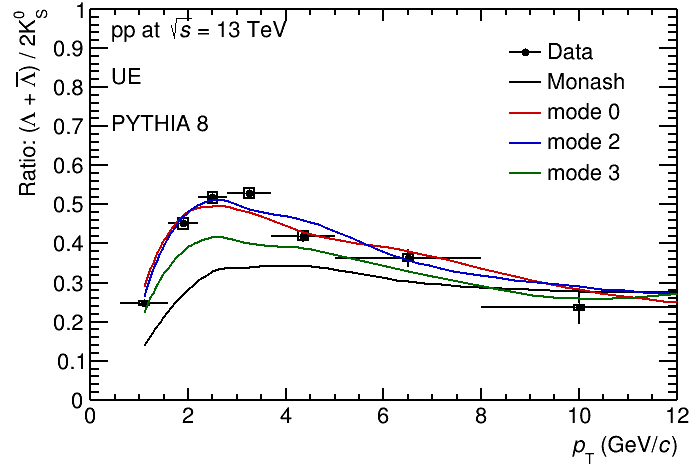 Ratio: (Λ + Λ̅) / 2K⁰_S
pp at √s = 13 TeV
UE
PYTHIA 8
Data
Monash
mode 0
mode 2
mode 3
1
0.9
0.8
0.7
0.6
0.5
0.4
0.3
0.2
0.1
0
0 2 4 6 8 10 12
p_T (GeV/c)